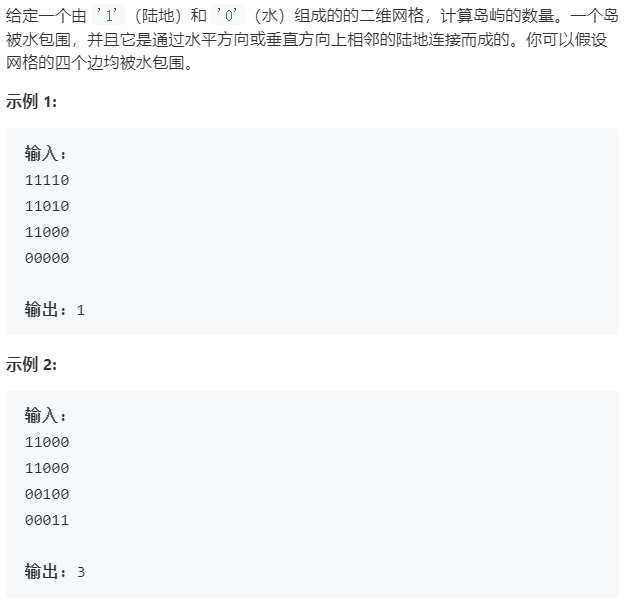 给定一个由 '1'（陆地）和 '0'（水）组成的的二维网格，计算岛屿的数量。一个岛
被水包围，并且它是通过水平方向或垂直方向上相邻的陆地连接而成的。你可以假设
网格的四个边均被水包围。
示例 1:
输入:
11110
11010
11000
00000
输出: 1
示例 2:
输入:
11000
11000
00100
00011
输出: 3